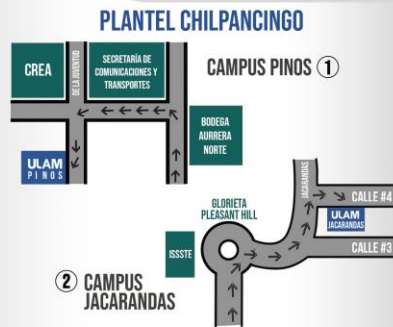 PLANTEL CHILPANCINGO
CAMPUS PINOS 1
CREA
DE LA JUVENTUD
SECRETARÍA DE
COMUNICACIONES Y
TRANSPORTES
BODEGA
AURRERA
NORTE
ULAM
PINOS
JACARANDAS
CALLE #4
ULAM
JACARANDAS
CALLE #3
GLORIETA
PLEASANT HILL
ISSSTE
2 CAMPUS
JACARANDAS